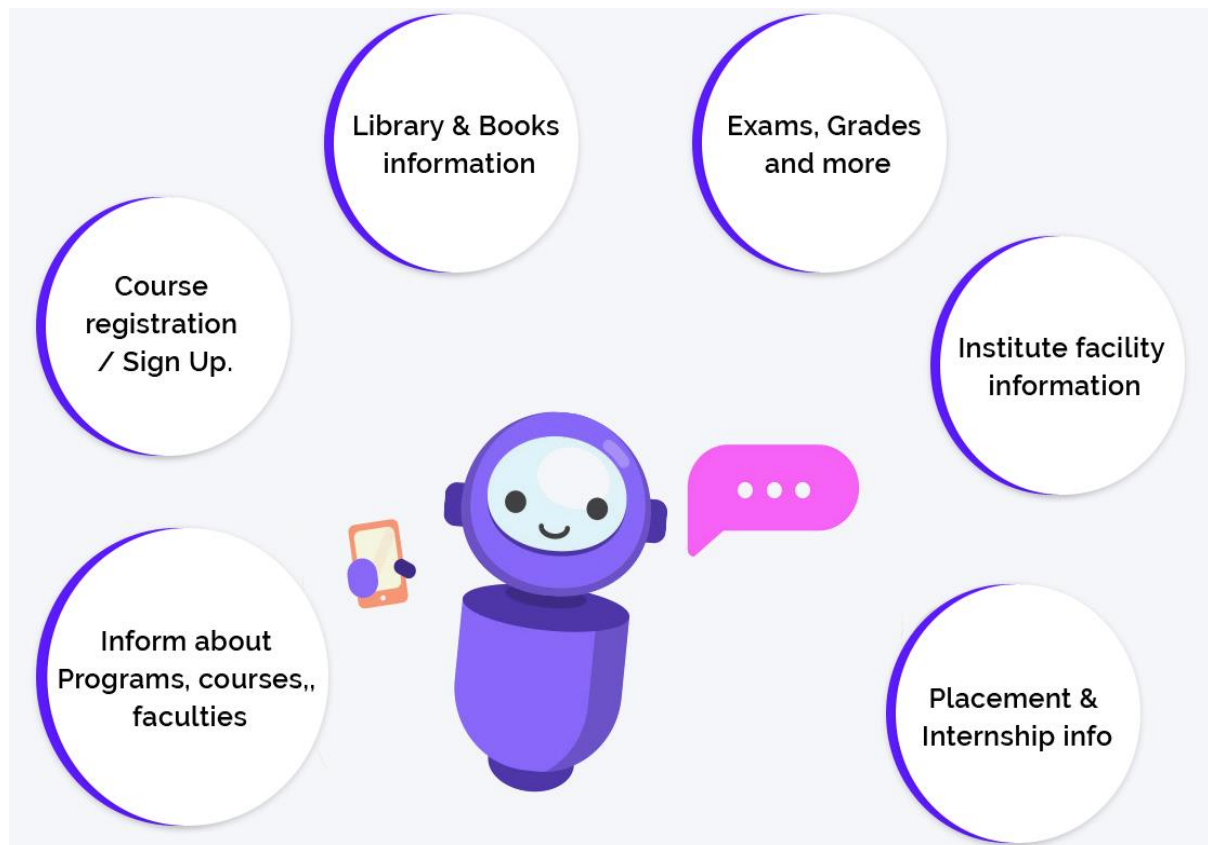 Library & Books
information
Exams, Grades
and more
Course
registration
/ Sign Up.
Institute facility
information
Inform about
Programs, courses,,
faculties
Placement &
Internship info